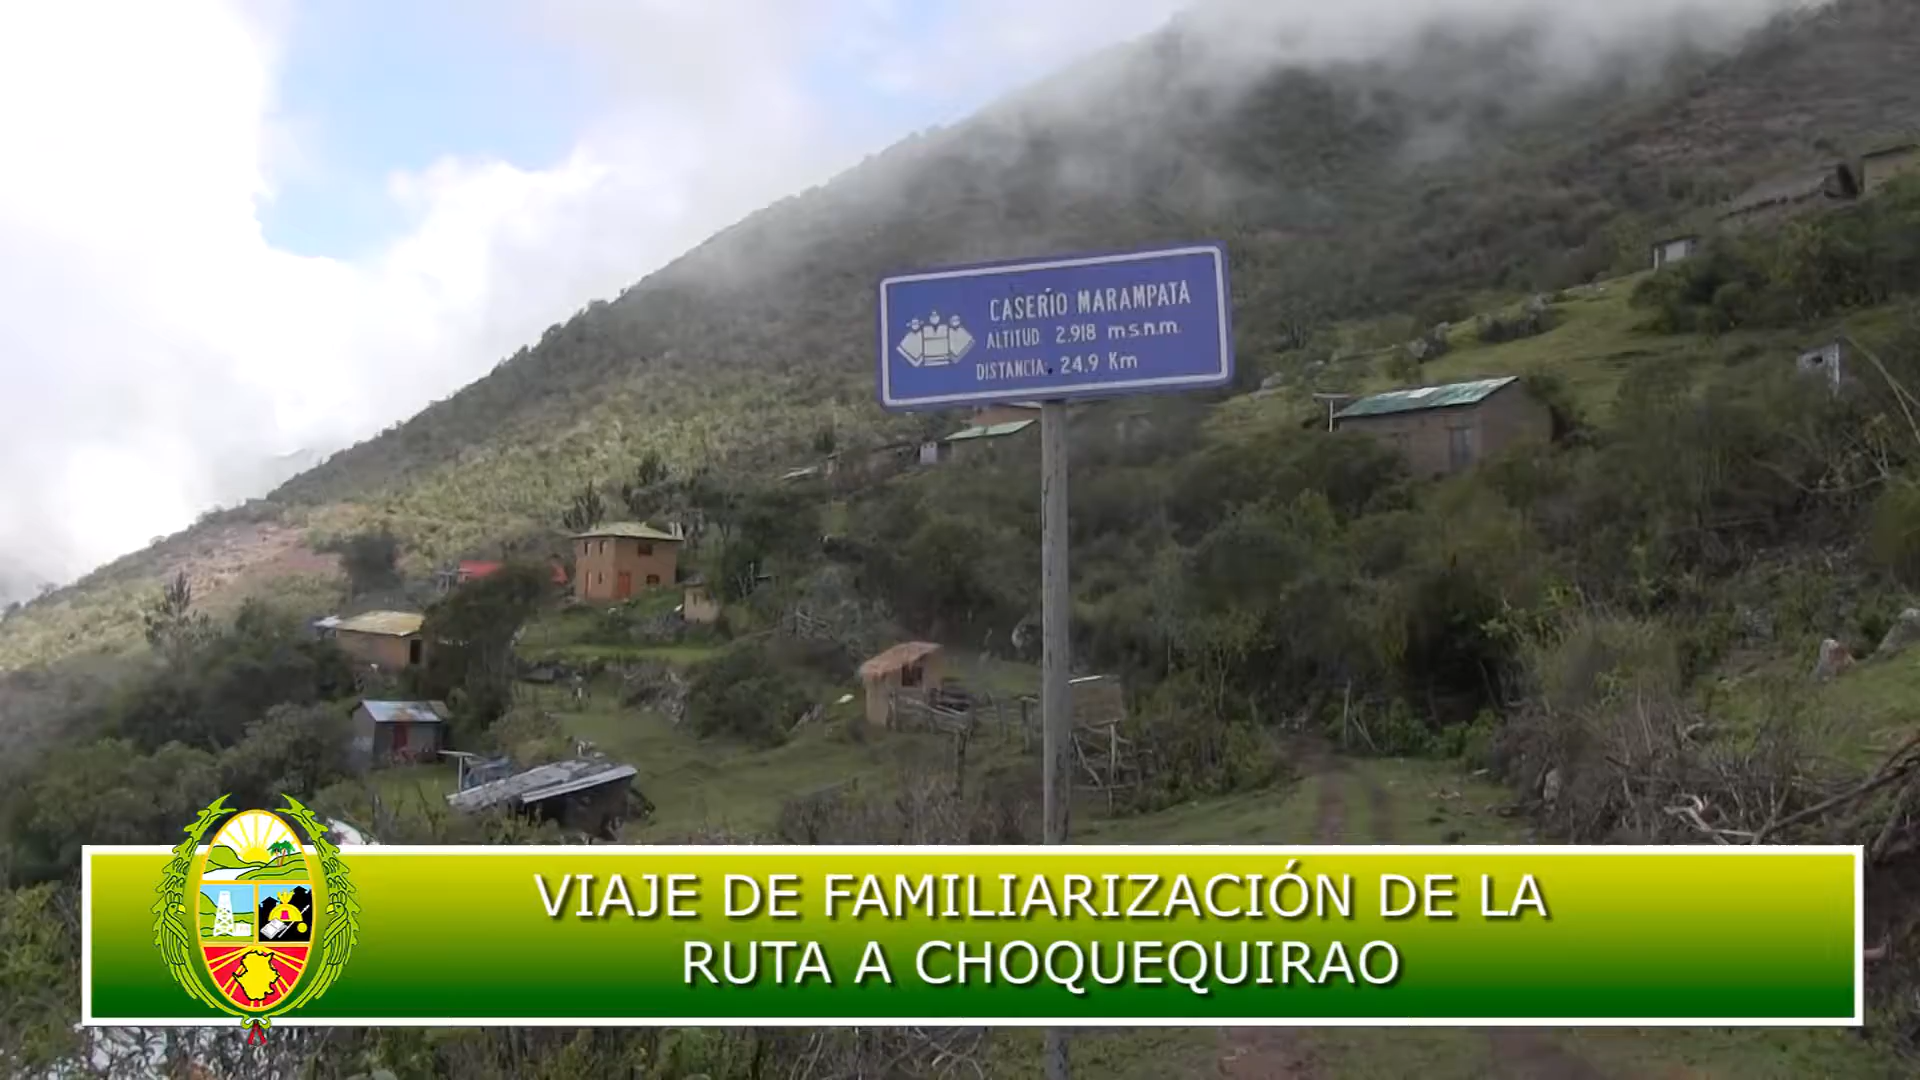 CASERÍO MARAMPATA
ALTITUD 2.918 m.s.n.m.
DISTANCIA: 24.9 Km
VIAJE DE FAMILIARIZACIÓN DE LA
RUTA A CHOQUEQUIRAO